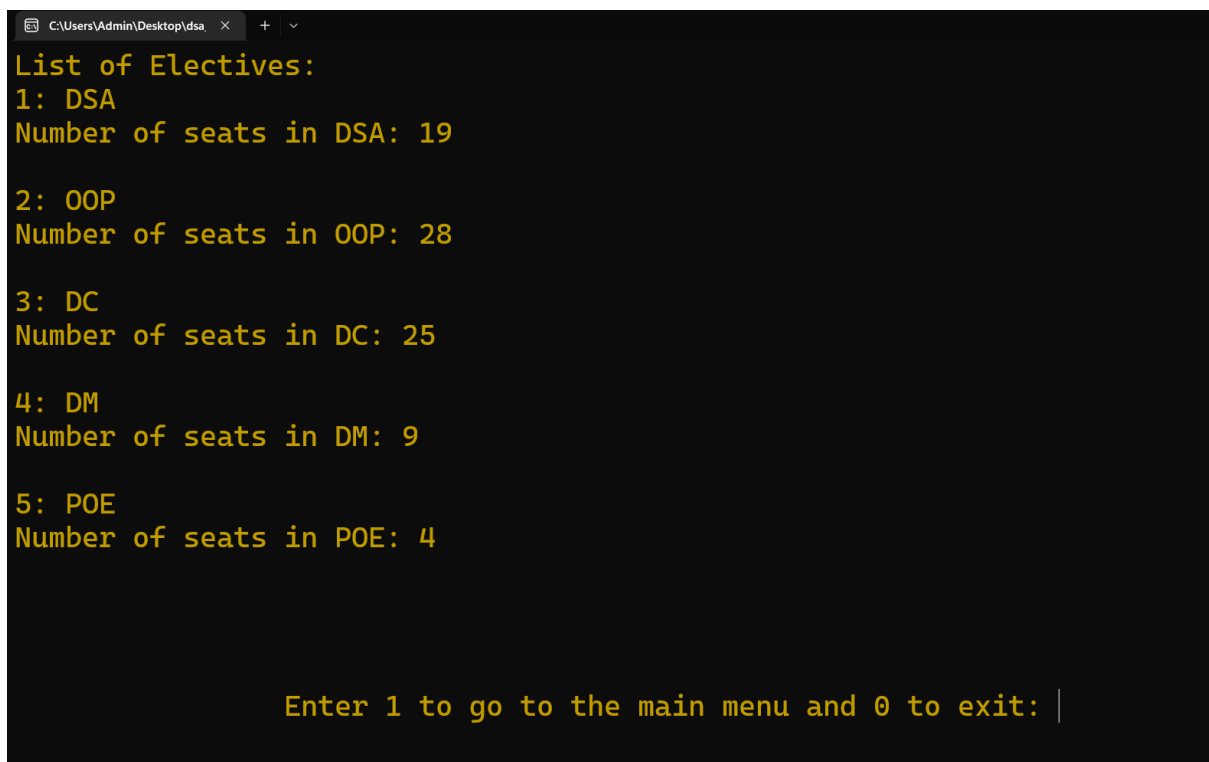 C:\Users\Admin\Desktop\dsa
List of Electives:
1: DSA
Number of seats in DSA: 19
2: OOP
Number of seats in OOP: 28
3: DC
Number of seats in DC: 25
4: DM
Number of seats in DM: 9
5: POE
Number of seats in POE: 4
Enter 1 to go to the main menu and 0 to exit: